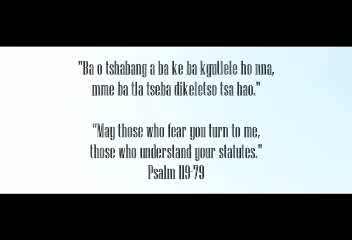 "Ba o tshabang a ba ke ba kgutlele ho nna,
mme ba tla tseba dikeletso tsa hao."
"May those who fear you turn to me,
those who understand your statutes."
Psalm 119:79